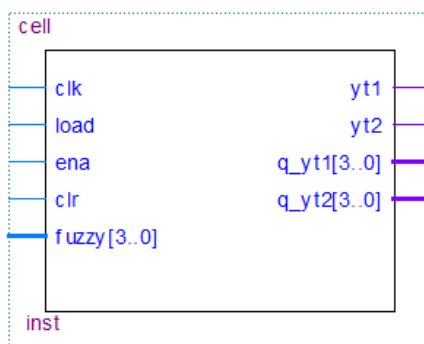 cell
clk yt1
load yt2
ena q_yt1[3..0]
clr q_yt2[3..0]
fuzzy[3..0]
inst